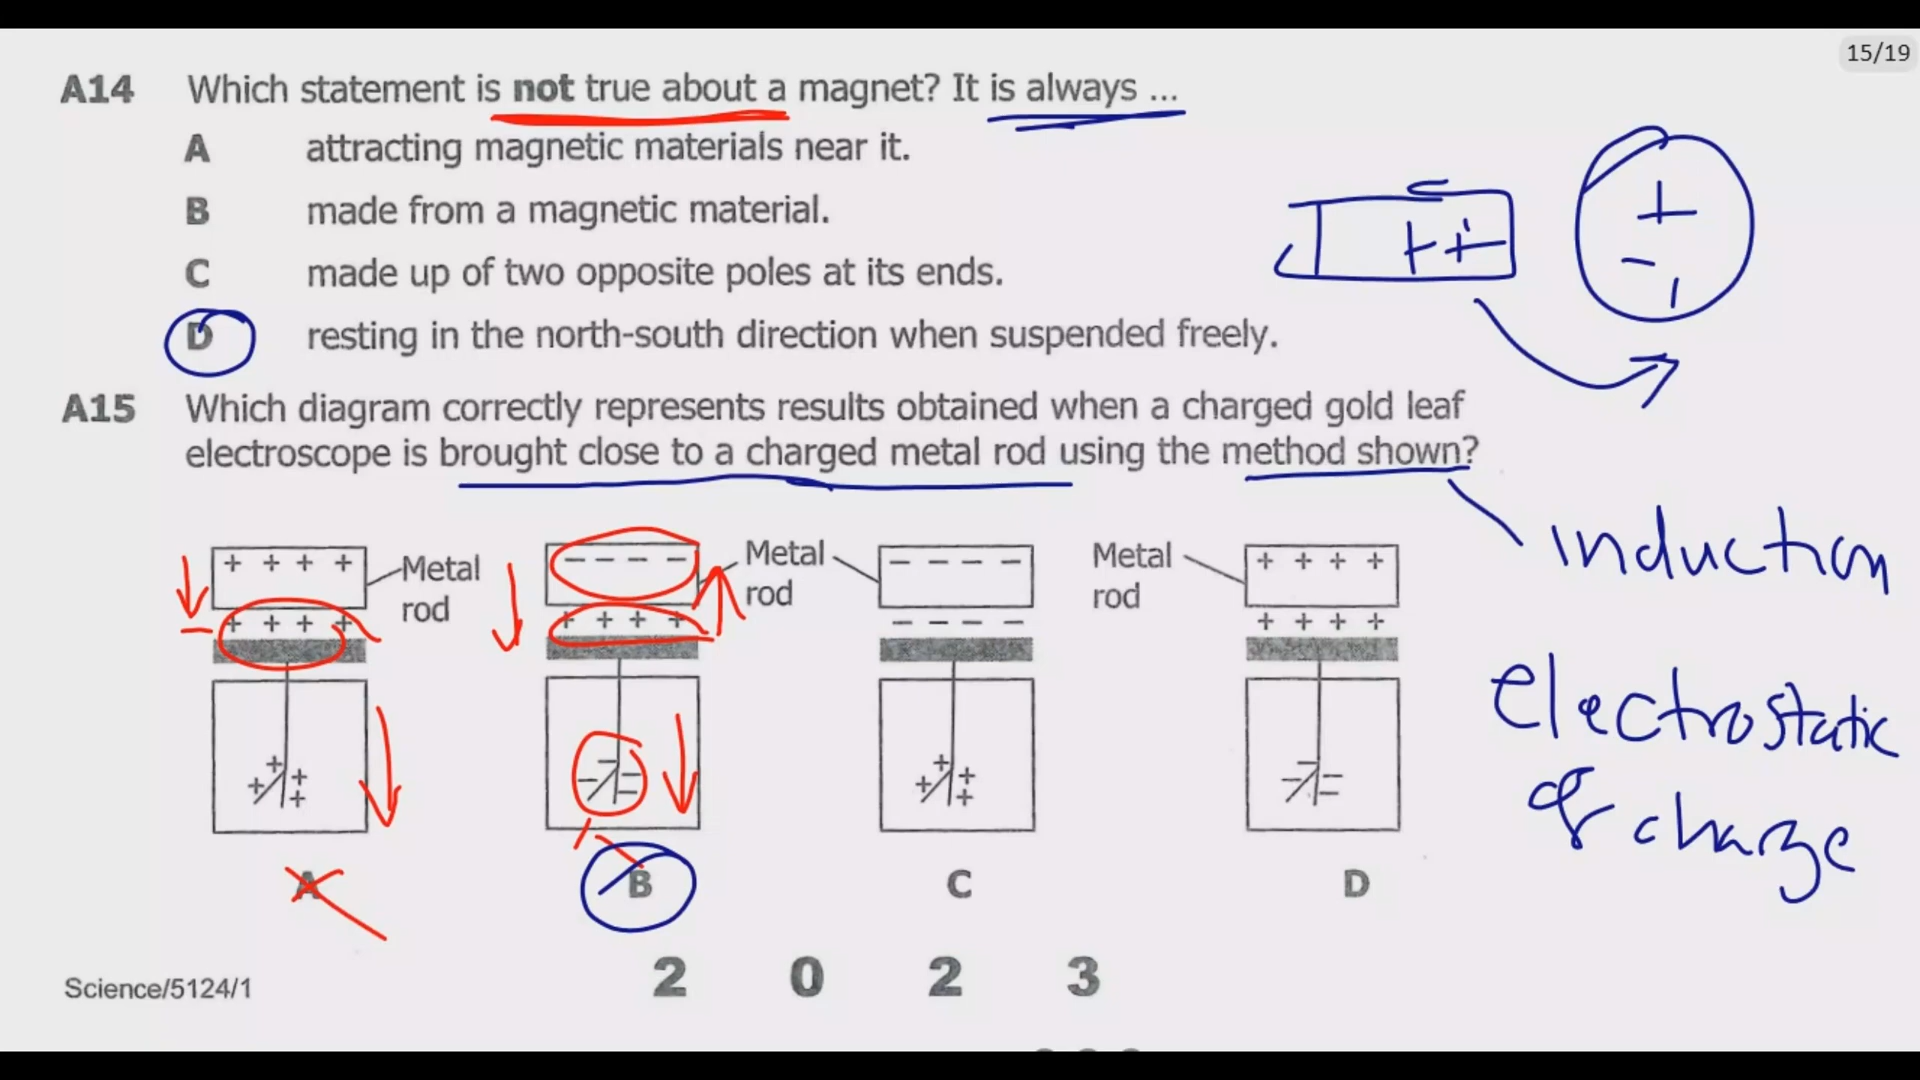 15/19
A14 Which statement is not true about a magnet? It is always ...
A attracting magnetic materials near it.
B made from a magnetic material.
C made up of two opposite poles at its ends.
D resting in the north-south direction when suspended freely.
+ + + - -
A15 Which diagram correctly represents results obtained when a charged gold leaf
electroscope is brought close to a charged metal rod using the method shown?
induction
electrostatic
of charge
+ + + + Metal
rod
+ + + +
+ + + +
A
- - - - Metal
rod
+ + + +
- - - -
B
- - - -
- - - -
+ + + +
C
Metal
rod + + + +
+ + + +
- - - -
D
Science/5124/1
2 0 2 3